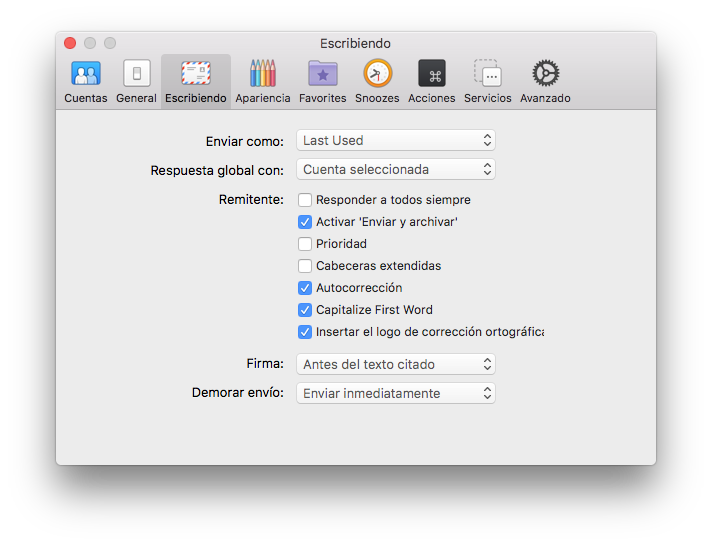 Escribiendo
Cuentas General Escribiendo Apariencia Favorites Snoozes Acciones Servicios Avanzado
Enviar como: Last Used
Respuesta global con: Cuenta seleccionada
Remitente: Responder a todos siempre
Activar 'Enviar y archivar'
Prioridad
Cabeceras extendidas
Autocorrección
Capitalize First Word
Insertar el logo de corrección ortográfica
Firma: Antes del texto citado
Demorar envío: Enviar inmediatamente